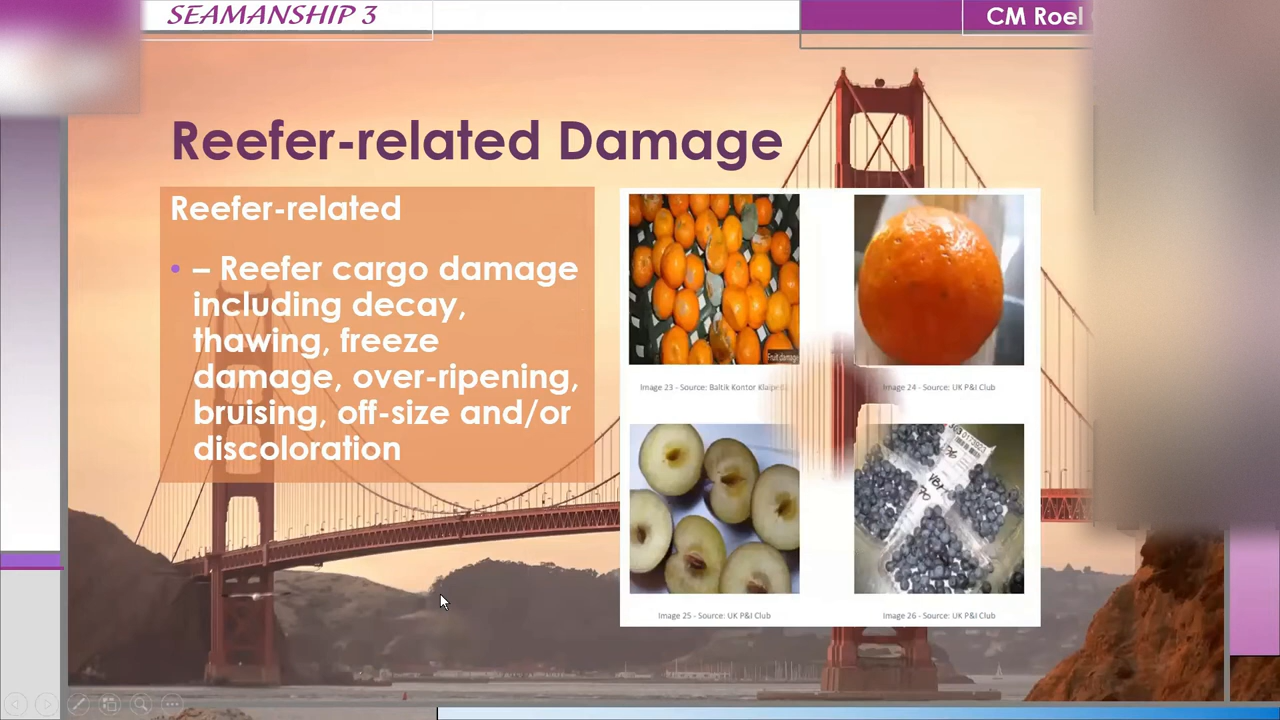 SEAMANSHIP 3
CM Roel
Reefer-related Damage
Reefer-related
• – Reefer cargo damage
including decay,
thawing, freeze
damage, over-ripening,
bruising, off-size and/or
discoloration
Fruit damage
Image 23 - Source: Baltik Kontor
Image 24 - Source: UK P&I Club
Image 25 - Source: UK P&I Club
Image 26 - Source: UK P&I Club